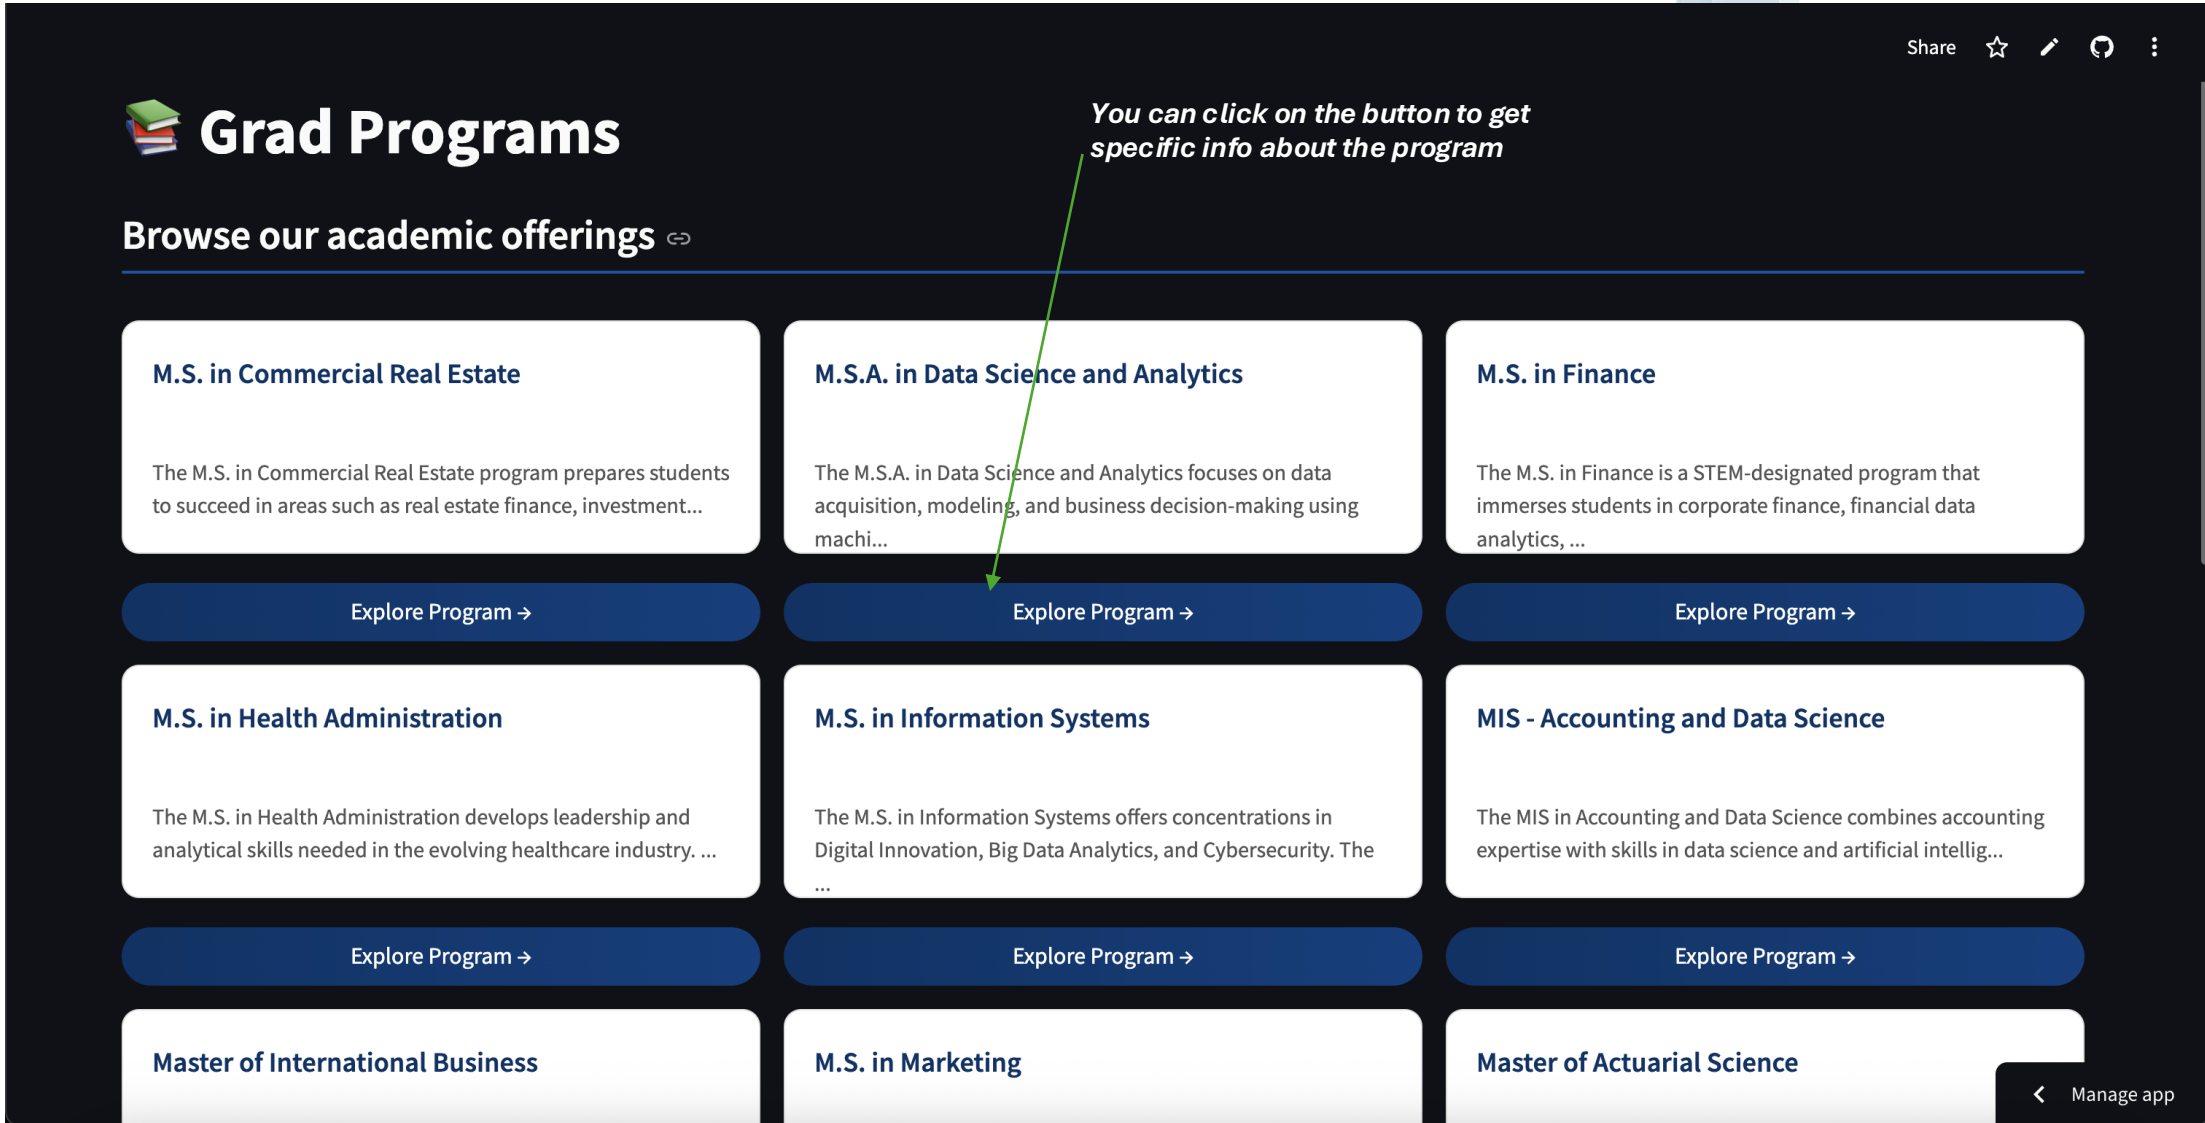 Share
Grad Programs
You can click on the button to get
specific info about the program
Browse our academic offerings
M.S. in Commercial Real Estate
The M.S. in Commercial Real Estate program prepares students
to succeed in areas such as real estate finance, investment...
Explore Program →
M.S.A. in Data Science and Analytics
The M.S.A. in Data Science and Analytics focuses on data
acquisition, modeling, and business decision-making using
machi...
Explore Program →
M.S. in Finance
The M.S. in Finance is a STEM-designated program that
immerses students in corporate finance, financial data
analytics, ...
Explore Program →
M.S. in Health Administration
The M.S. in Health Administration develops leadership and
analytical skills needed in the evolving healthcare industry. ...
Explore Program →
M.S. in Information Systems
The M.S. in Information Systems offers concentrations in
Digital Innovation, Big Data Analytics, and Cybersecurity. The
...
Explore Program →
MIS - Accounting and Data Science
The MIS in Accounting and Data Science combines accounting
expertise with skills in data science and artificial intellig...
Explore Program →
Master of International Business
M.S. in Marketing
Master of Actuarial Science
Manage app